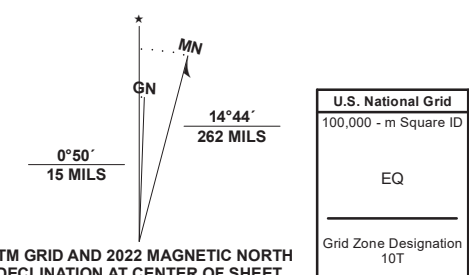 ★
MN
GN
14°44´
262 MILS
0°50´
15 MILS
TM GRID AND 2022 MAGNETIC NORTH
DECLINATION AT CENTER OF SHEET
U.S. National Grid
100,000 - m Square ID
EQ
Grid Zone Designation
10T